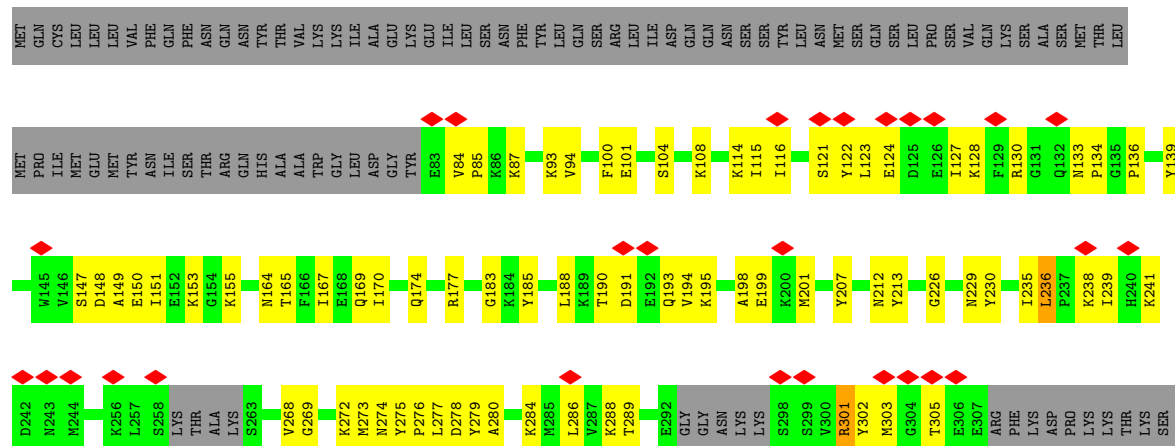 MET GLN CYS LEU LEU LEU VAL PHE GLN PHE ASN GLN ASN TYR THR VAL LYS LYS ILE ALA GLU LYS GLU ILE LEU SER ASN PHE TYR LEU GLN SER ARG LEU ILE ASP GLN GLN ASN SER SER TYR LEU ASN MET SER GLN SER LEU PRO SER VAL GLN LYS SER ALA SER MET THR LEU
MET PRO ILE MET GLU MET TYR ASN ILE SER THR ARG GLN HIS ALA ALA TRP GLY LEU ASP GLY TYR E83 V84 P85 K86 K87 K93 V94 F100 E101 S104 K108 K114 I115 I116 S121 Y122 L123 E124 D125 E126 I127 K128 F129 R130 G131 Q132 N133 P134 G135 P136 Y139
W145 V146 S147 D148 A149 E150 I151 E152 K153 G154 K155 N164 T165 F166 I167 E168 Q169 I170 Q174 R177 G183 K184 Y185 L188 K189 T190 D191 E192 Q193 V194 K195 A198 E199 K200 M201 Y207 N212 Y213 G226 N229 Y230 I235 L236 P237 K238 I239 H240 K241
D242 N243 M244 K256 L257 S258 LYS THR ALA LYS S263 V268 G269 K272 M273 N274 Y275 P276 L277 D278 Y279 A280 K284 M285 L286 V287 K288 T289 E292 GLY GLY ASN LYS LYS S298 S299 V300 R301 Y302 M303 G304 T305 E306 E307 ARG PHE LYS ASP PRO LYS LYS THR LYS SER